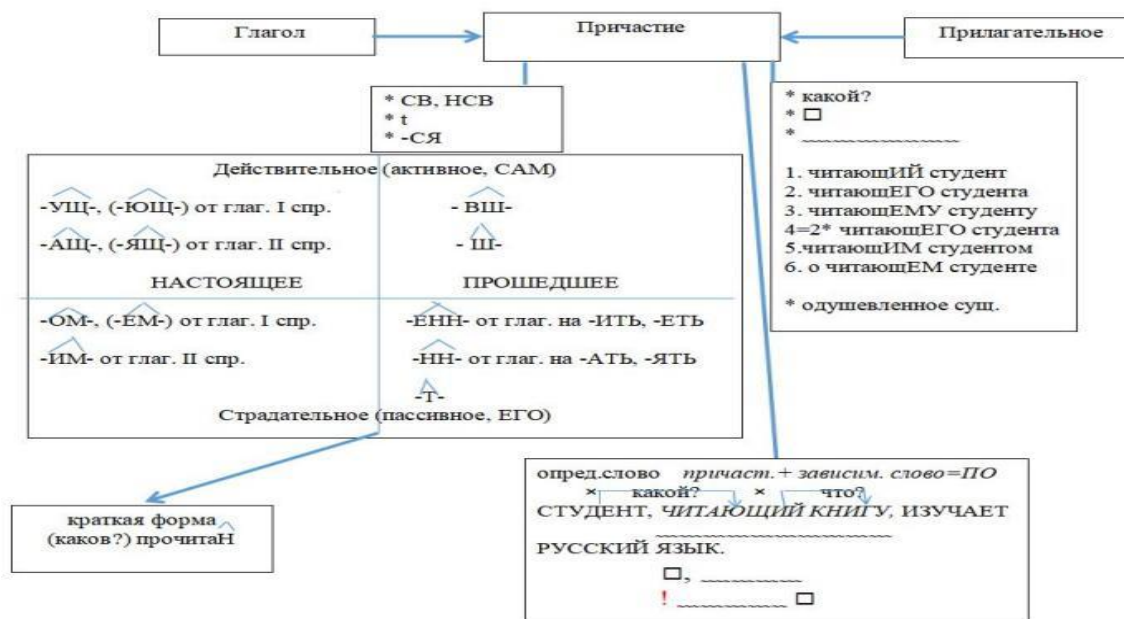 Глагол
Причастие
Прилагательное
* СВ, НСВ
* t
* -СЯ
* какой?
* □
*
1. читающИЙ студент
2. читающЕГО студента
3. читающЕМУ студенту
4=2* читающЕГО студента
5.читающИМ студентом
6. о читающЕМ студенте
* одушевленное сущ.
Действительное (активное, САМ)
-УЩ-, (-ЮЩ-) от глаг. I спр.
-АЩ-, (-ЯЩ-) от глаг. II спр.
НАСТОЯЩЕЕ
- ВШ-
- Ш-
ПРОШЕДШЕЕ
-ОМ-, (-ЕМ-) от глаг. I спр.
-ИМ- от глаг. II спр.
-ЕНН- от глаг. на -ИТЬ, -ЕТЬ
-НН- от глаг. на -АТЬ, -ЯТЬ
-Т-
Страдательное (пассивное, ЕГО)
краткая форма
(каков?) прочитаН
опред.слово причаст.+ зависим. слово=ПО
× какой? × что?
СТУДЕНТ, ЧИТАЮЩИЙ КНИГУ, ИЗУЧАЕТ
РУССКИЙ ЯЗЫК.
□,
! □